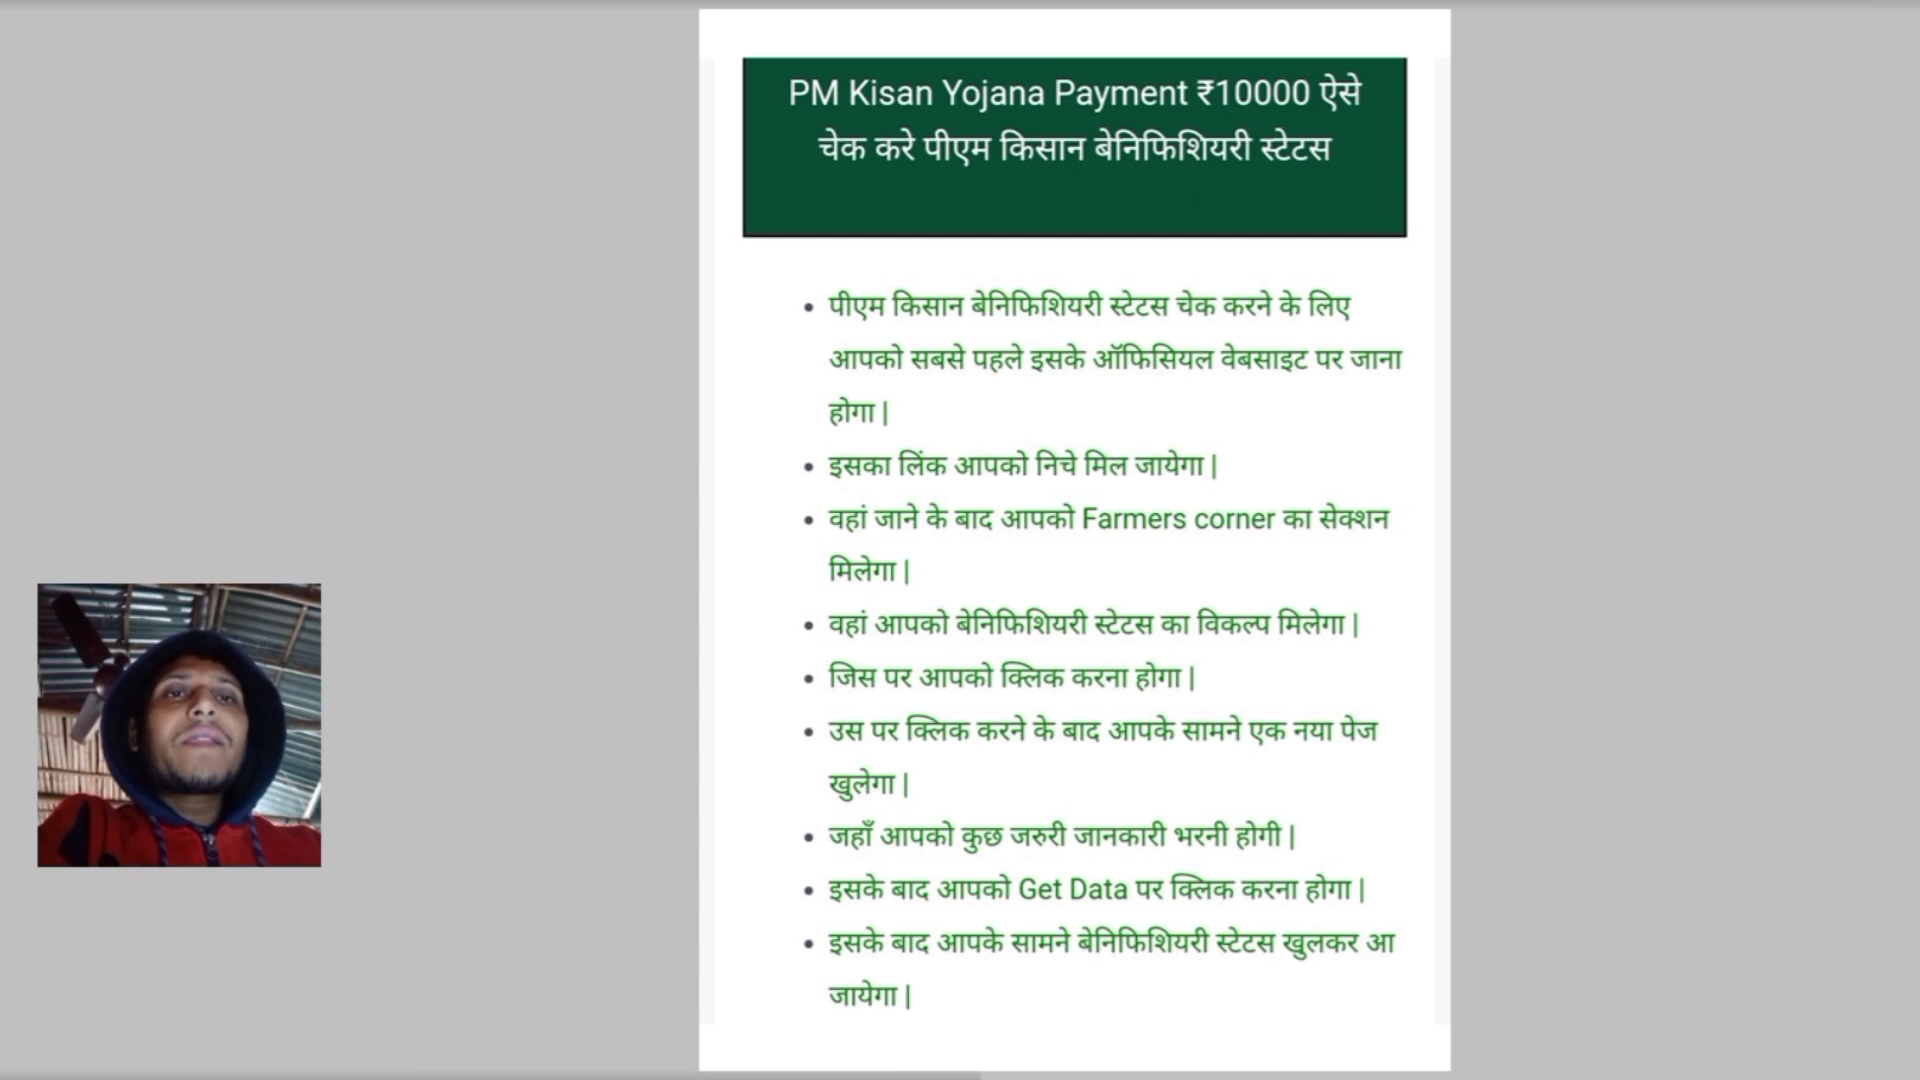 PM Kisan Yojana Payment ₹10000 ऐसे
चेक करे पीएम किसान बेनिफिशियरी स्टेटस
• पीएम किसान बेनिफिशियरी स्टेटस चेक करने के लिए
आपको सबसे पहले इसके ऑफिसियल वेबसाइट पर जाना
होगा |
• इसका लिंक आपको निचे मिल जायेगा |
• वहां जाने के बाद आपको Farmers corner का सेक्शन
मिलेगा |
• वहां आपको बेनिफिशियरी स्टेटस का विकल्प मिलेगा |
• जिस पर आपको क्लिक करना होगा |
• उस पर क्लिक करने के बाद आपके सामने एक नया पेज
खुलेगा |
• जहाँ आपको कुछ जरुरी जानकारी भरनी होगी |
• इसके बाद आपको Get Data पर क्लिक करना होगा |
• इसके बाद आपके सामने बेनिफिशियरी स्टेटस खुलकर आ
जायेगा |